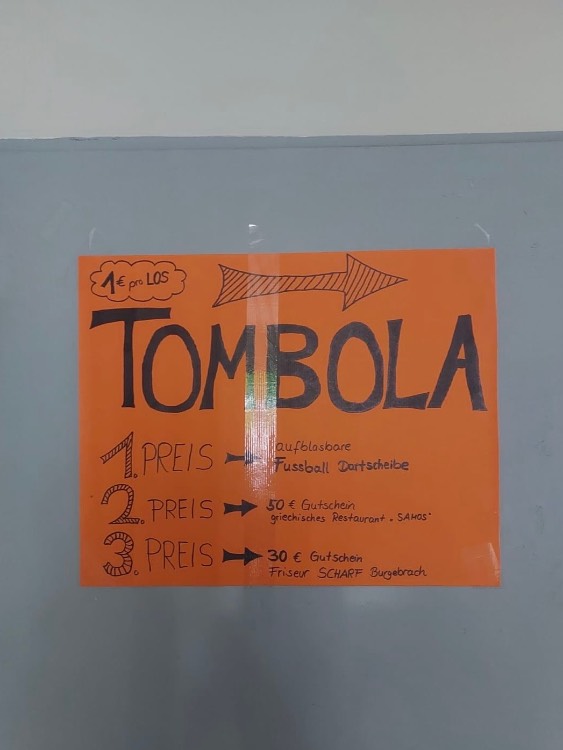 1€ pro LOS
TOMBOLA
1. PREIS aufblasbare
Fussball Dartscheibe
2. PREIS 50 € Gutschein
griechisches Restaurant "SAMOS"
3. PREIS 30 € Gutschein
Friseur SCHARF Burgebrach